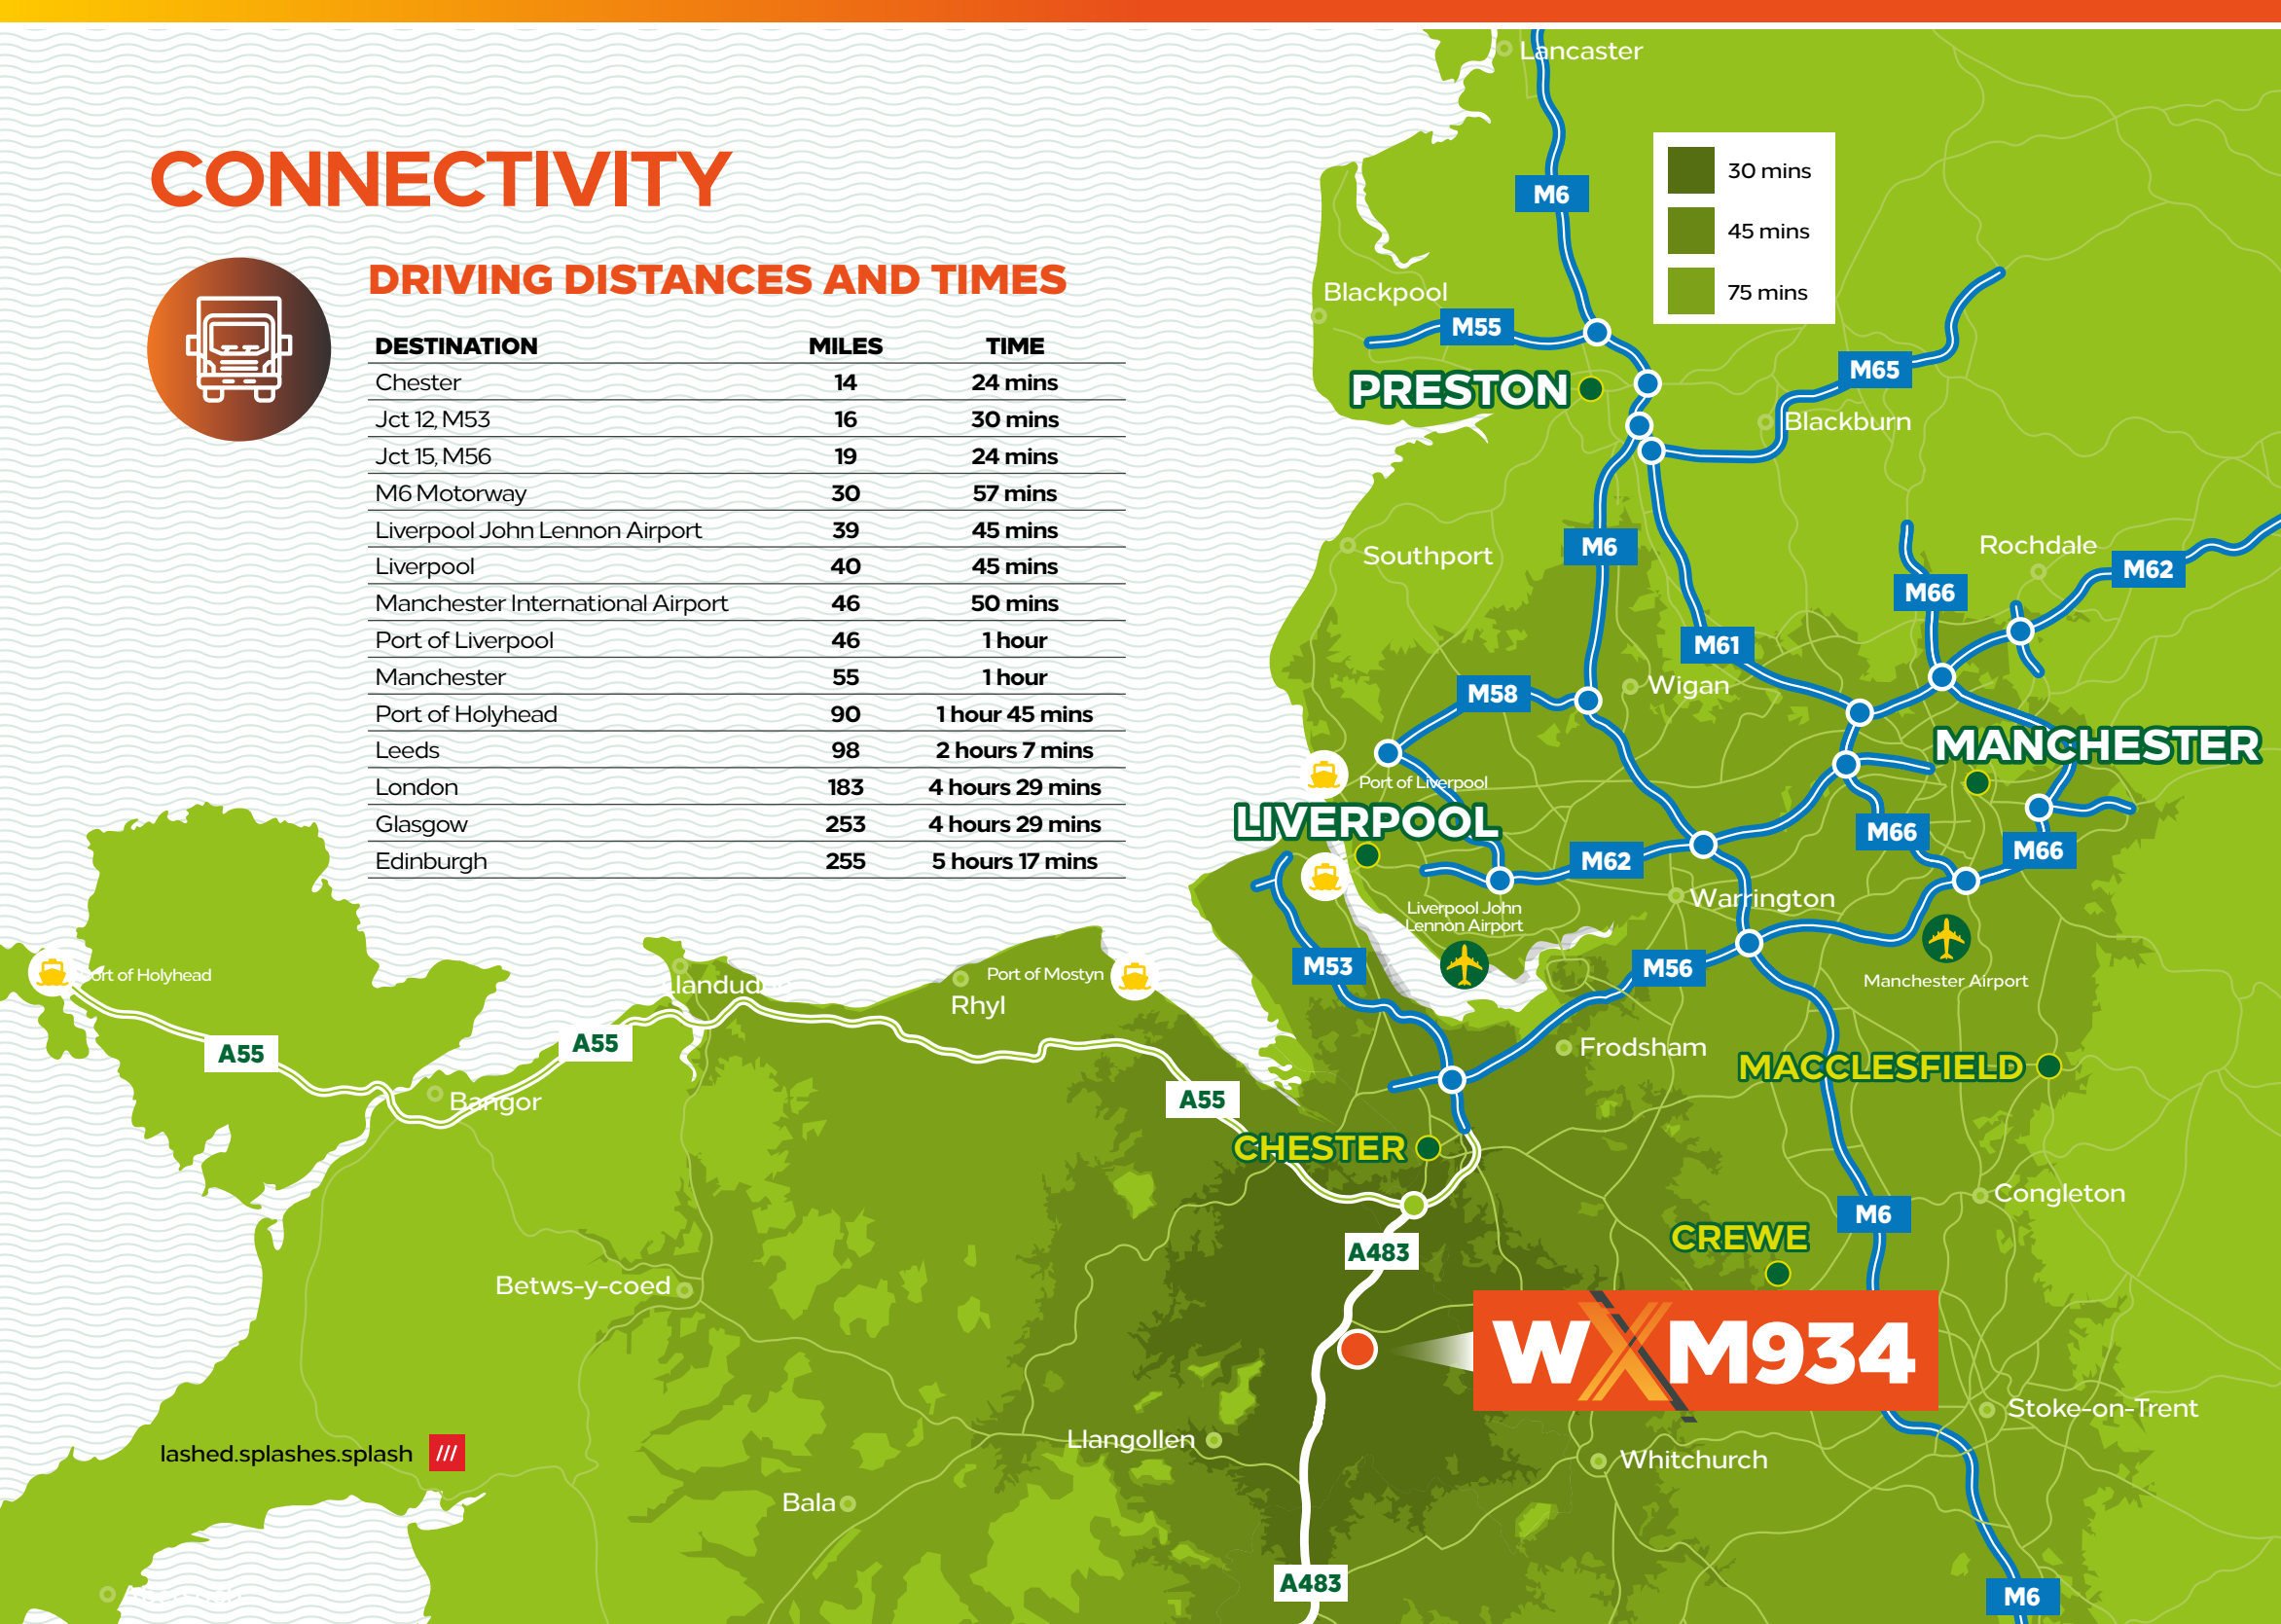 CONNECTIVITY
DRIVING DISTANCES AND TIMES
DESTINATION MILES TIME
Chester 14 24 mins
Jct 12, M53 16 30 mins
Jct 15, M56 19 24 mins
M6 Motorway 30 57 mins
Liverpool John Lennon Airport 39 45 mins
Liverpool 40 45 mins
Manchester International Airport 46 50 mins
Port of Liverpool 46 1 hour
Manchester 55 1 hour
Port of Holyhead 90 1 hour 45 mins
Leeds 98 2 hours 7 mins
London 183 4 hours 29 mins
Glasgow 253 4 hours 29 mins
Edinburgh 255 5 hours 17 mins
30 mins
45 mins
75 mins
Lancaster
M6
Blackpool
M55
M65
PRESTON
Blackburn
Southport
M6
Rochdale
M62
M66
M61
Wigan
M58
MANCHESTER
Port of Liverpool
LIVERPOOL
M66
M66
M62
Warrington
Liverpool John
Lennon Airport
M53
M56
Manchester Airport
Port of Holyhead
Llandudno
Rhyl
Port of Mostyn
A55
A55
Frodsham
MACCLESFIELD
Bangor
A55
CHESTER
Congleton
M6
CREWE
A483
Betws-y-coed
WXM934
Stoke-on-Trent
Llangollen
Whitchurch
lashed.splashes.splash
Bala
A483
M6